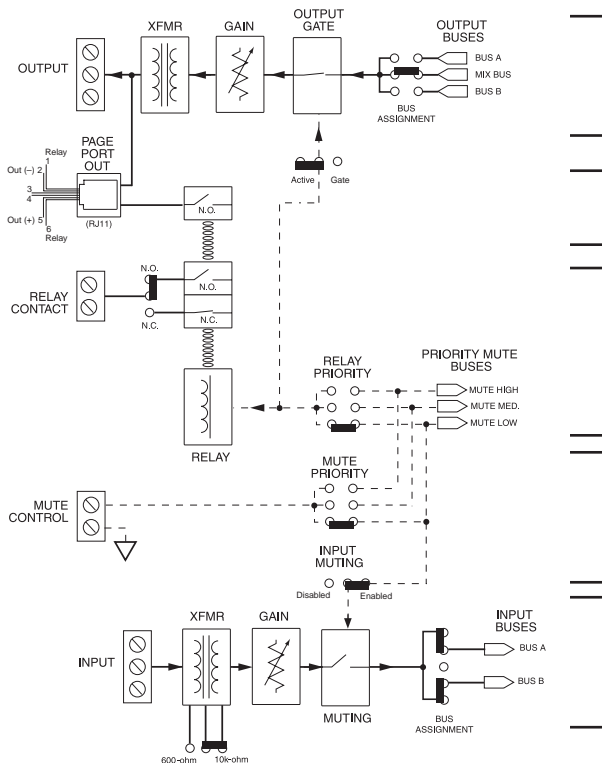 XFMR
GAIN
OUTPUT
GATE
OUTPUT
BUSES
OUTPUT
BUS A
MIX BUS
BUS B
BUS
ASSIGNMENT
PAGE
PORT
OUT
Relay
1
Out (–) 2
3
4
Out (+) 5
6
Relay
(RJ11)
Active
Gate
N.O.
RELAY
CONTACT
N.O.
N.C.
N.O.
N.C.
RELAY
PRIORITY
PRIORITY MUTE
BUSES
MUTE HIGH
MUTE MED.
MUTE LOW
RELAY
MUTE
PRIORITY
MUTE
CONTROL
INPUT
MUTING
Disabled
Enabled
XFMR
GAIN
INPUT
BUSES
INPUT
BUS A
BUS B
MUTING
BUS
ASSIGNMENT
600-ohm
10k-ohm